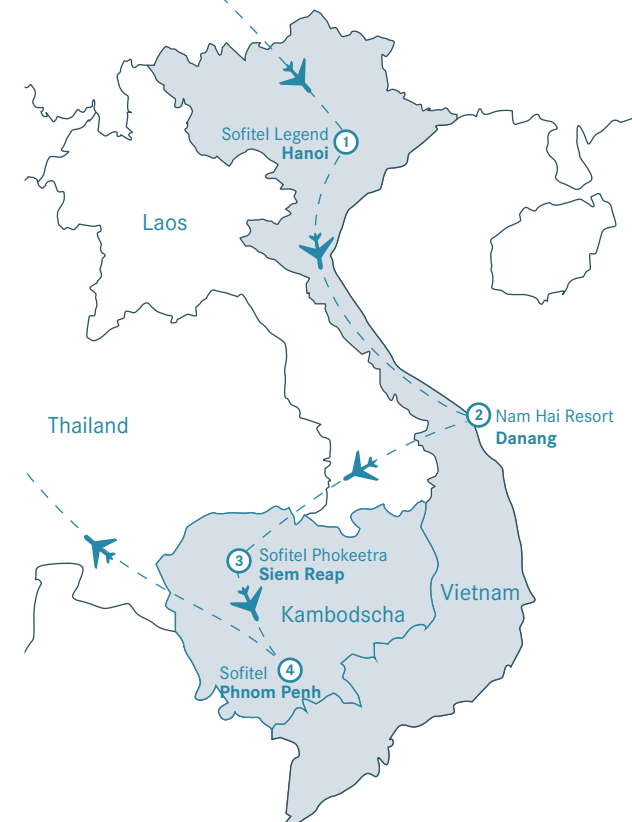 Sofitel Legend
Hanoi
1
Laos
Thailand
2
Nam Hai Resort
Danang
3
Sofitel Phokeetra
Siem Reap
Vietnam
Kambodscha
Sofitel
4
Phnom Penh